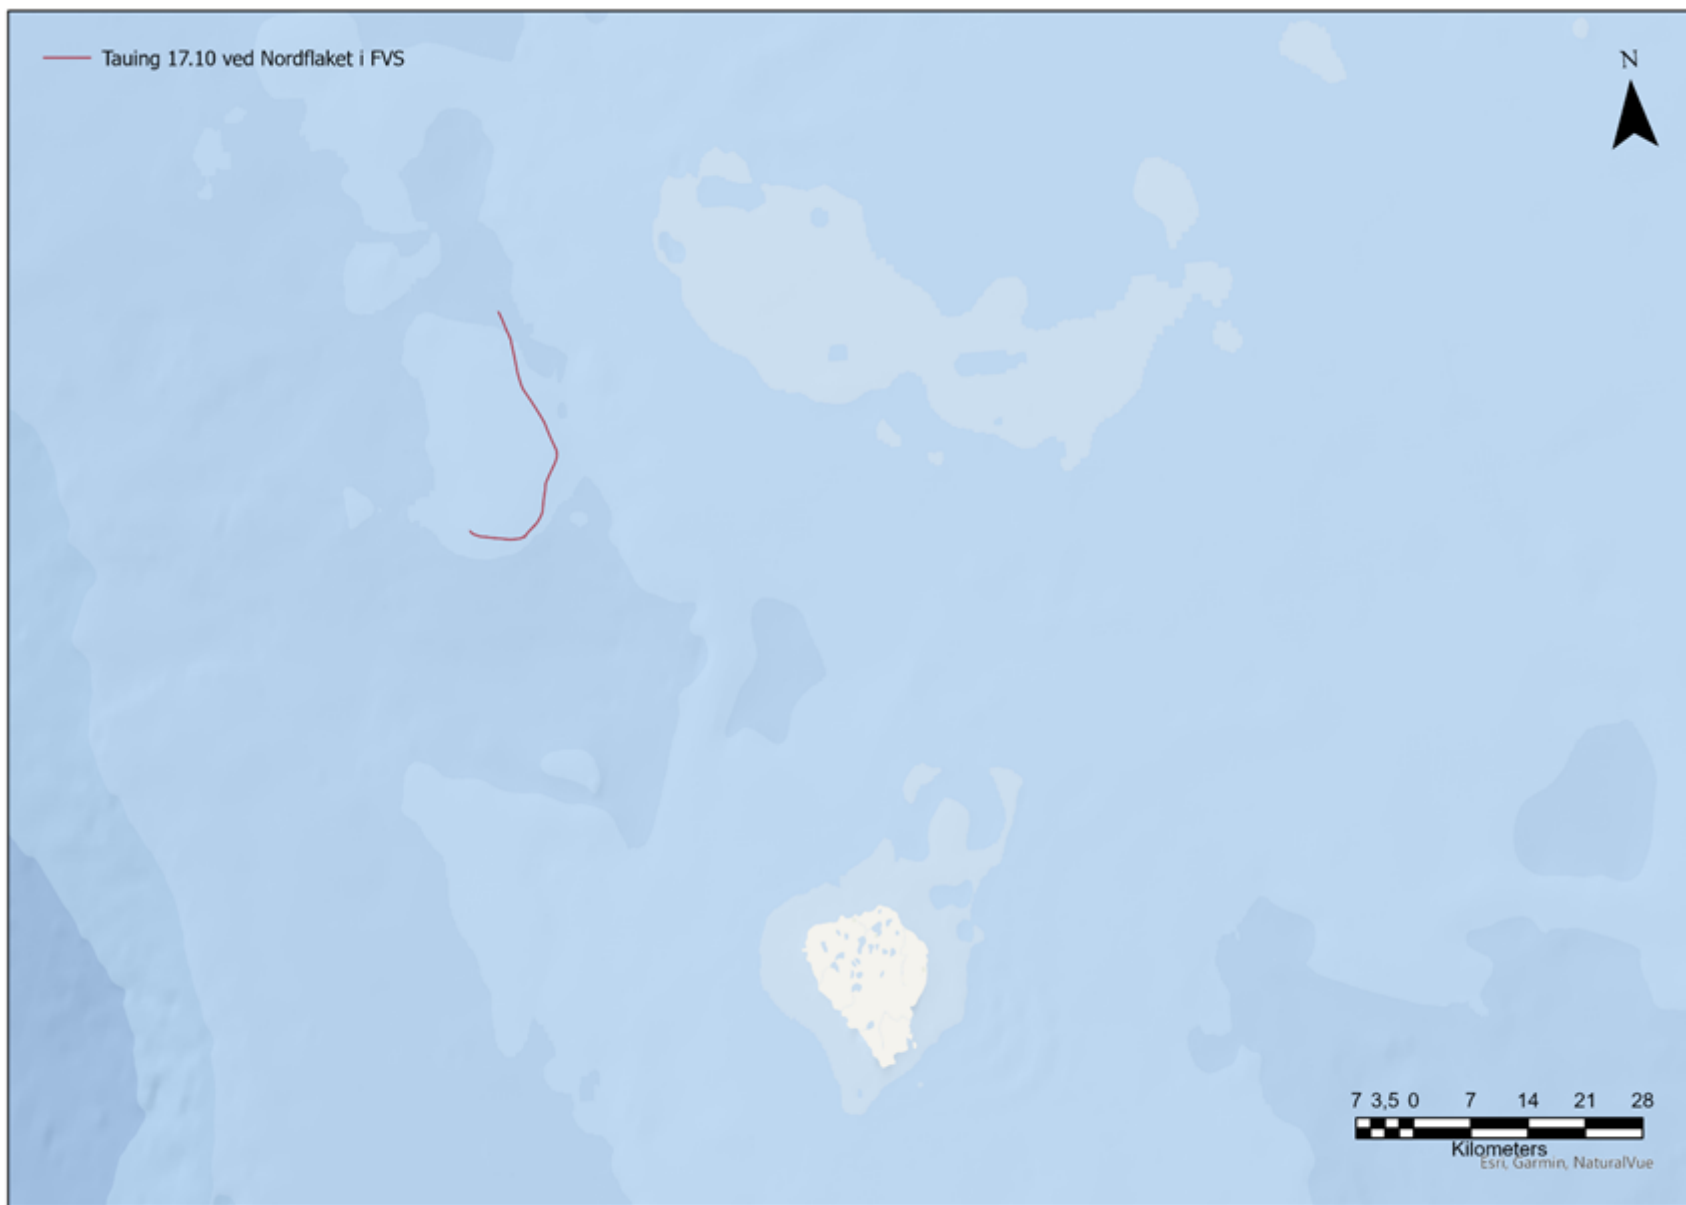 Tauing 17.10 ved Nordflaket i FVS
N
7 3,5 0 7 14 21 28
Kilometers
Esri, Garmin, NaturalVue